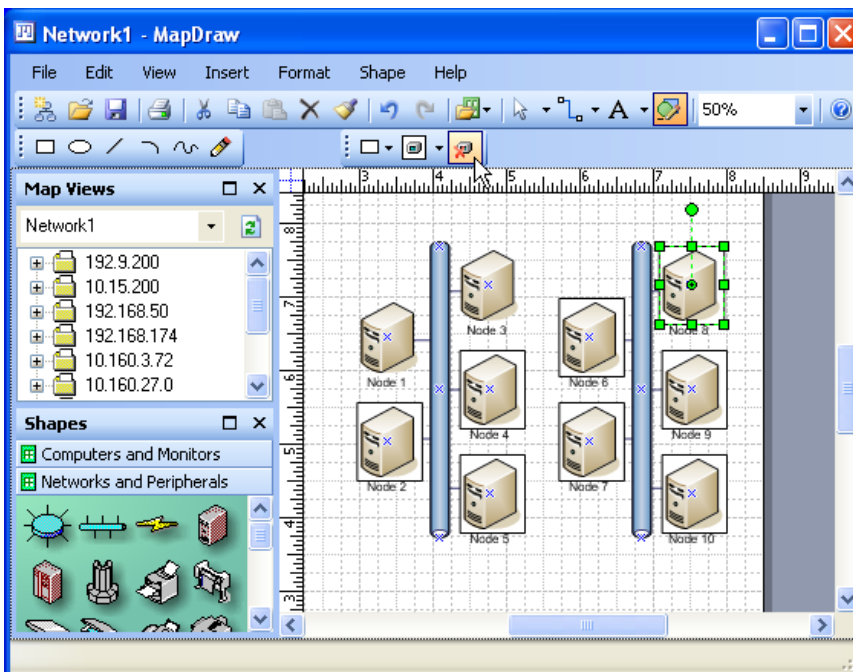 Network1 - MapDraw
File Edit View Insert Format Shape Help
A 50%
Map Views
Network1
192.9.200
10.15.200
192.168.50
192.168.174
10.160.3.72
10.160.27.0
Shapes
Computers and Monitors
Networks and Peripherals
3 4 5 6 7 8 9
8
7
6
5
4
3
Node 3
Node 8
Node 1
Node 6
Node 4
Node 9
Node 2
Node 7
Node 5
Node 10